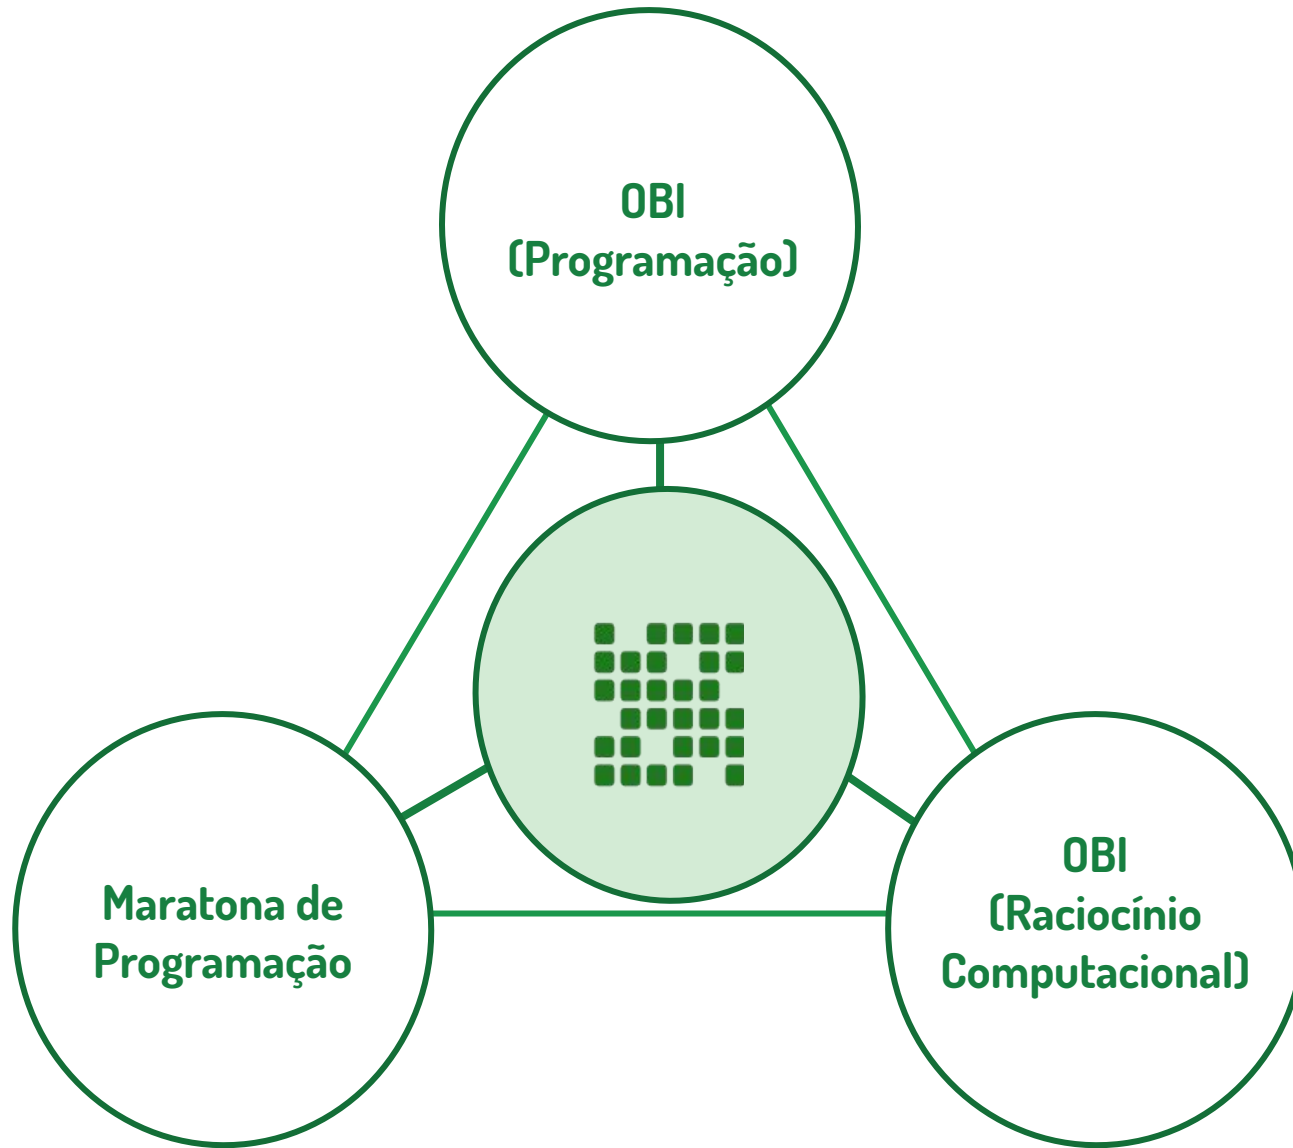 OBI
(Programação)
Maratona de
Programação
OBI
(Raciocínio
Computacional)